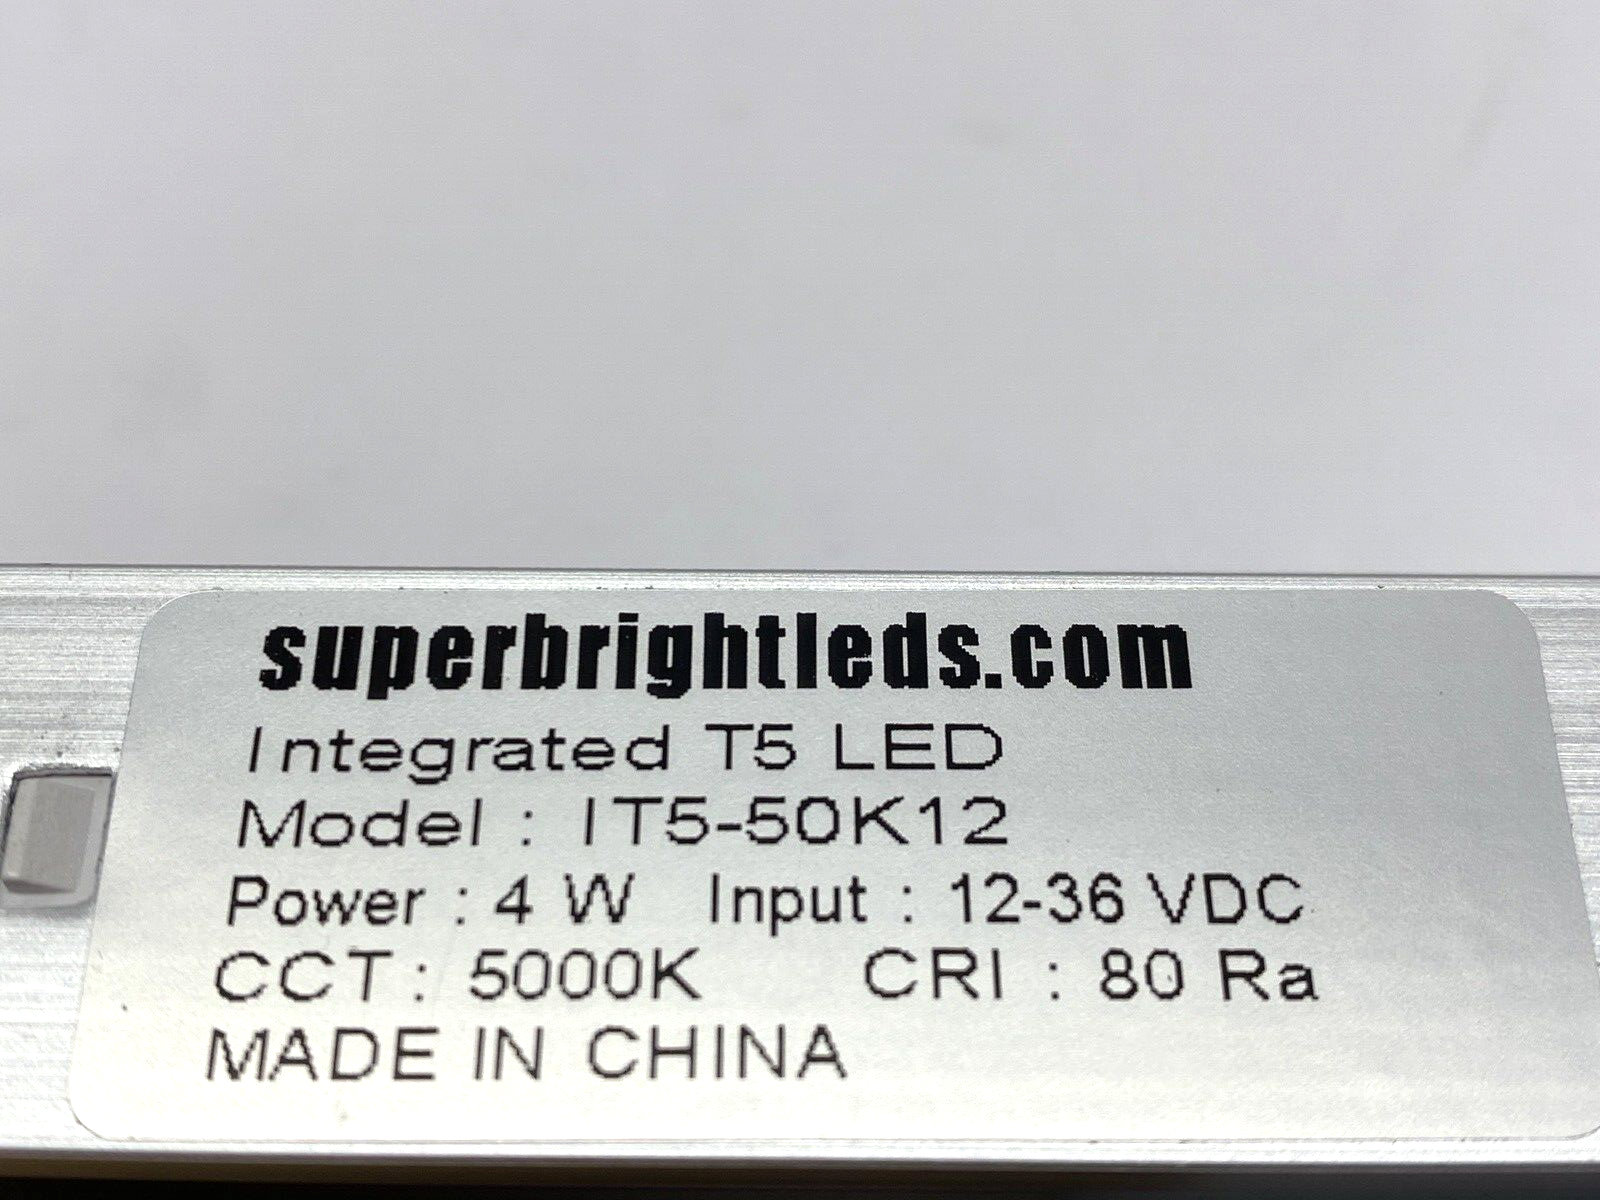 superbrightleds.com
Integrated T5 LED
Model : IT5-50K12
Power : 4 W Input : 12-36 VDC
CCT : 5000K CRI : 80 Ra
MADE IN CHINA